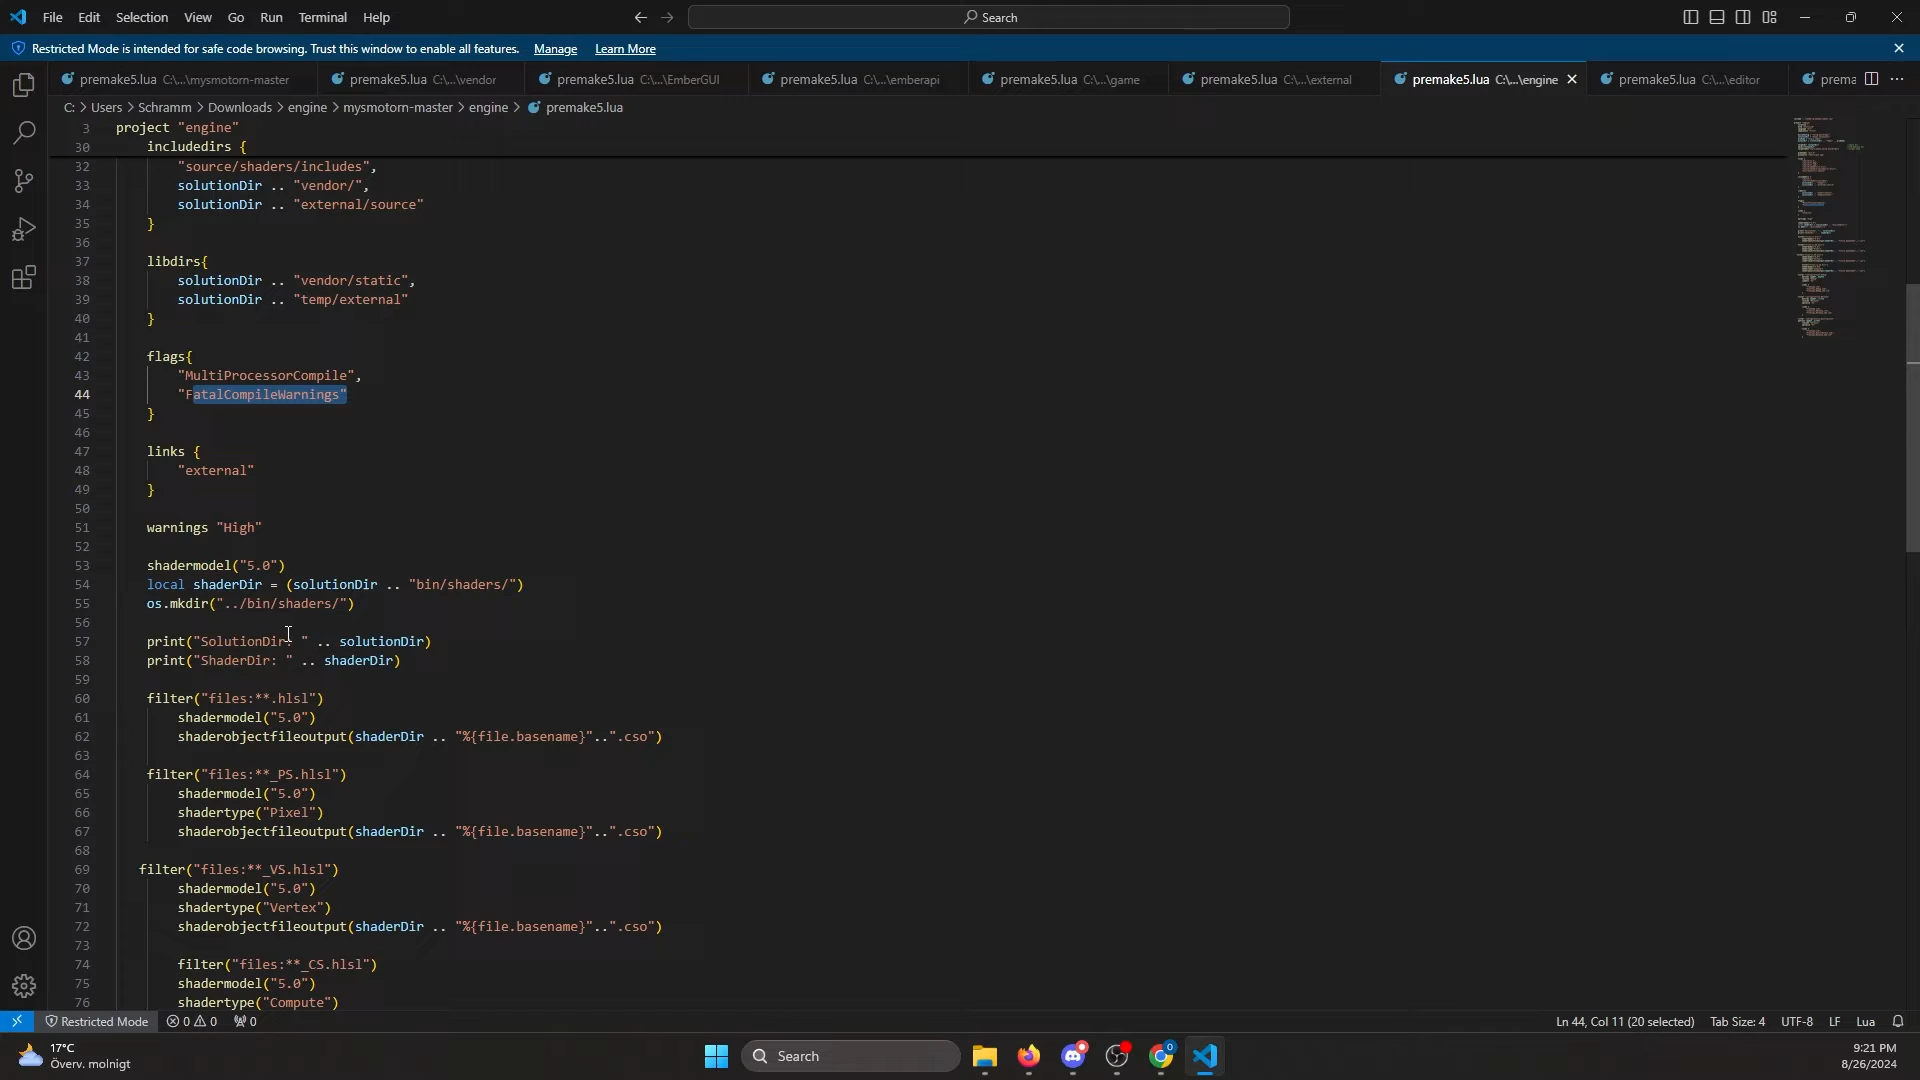 File Edit Selection View Go Run Terminal Help
Search
Restricted Mode is intended for safe code browsing. Trust this window to enable all features. Manage Learn More
premake5.lua C:\...\mysmotorn-master premake5.lua C:\...\vendor premake5.lua C:\...\EmberGUI premake5.lua C:\...\emberapi premake5.lua C:\...\game premake5.lua C:\...\external premake5.lua C:\...\engine premake5.lua C:\...\editor prema
C: > Users > Schramm > Downloads > engine > mysmotorn-master > engine > premake5.lua
3 project "engine"
30 includedirs {
32 "source/shaders/includes",
33 solutionDir .. "vendor/",
34 solutionDir .. "external/source"
35 }
36
37 libdirs{
38 solutionDir .. "vendor/static",
39 solutionDir .. "temp/external"
40 }
41
42 flags{
43 "MultiProcessorCompile",
44 "FatalCompileWarnings"
45 }
46
47 links {
48 "external"
49 }
50
51 warnings "High"
52
53 shadermodel("5.0")
54 local shaderDir = (solutionDir .. "bin/shaders/")
55 os.mkdir("../bin/shaders/")
56
57 print("SolutionDir: " .. solutionDir)
58 print("ShaderDir: " .. shaderDir)
59
60 filter("files:**.hlsl")
61 shadermodel("5.0")
62 shaderobjectfileoutput(shaderDir .. "%{file.basename}"..".cso")
63
64 filter("files:**_PS.hlsl")
65 shadermodel("5.0")
66 shadertype("Pixel")
67 shaderobjectfileoutput(shaderDir .. "%{file.basename}"..".cso")
68
69 filter("files:**_VS.hlsl")
70 shadermodel("5.0")
71 shadertype("Vertex")
72 shaderobjectfileoutput(shaderDir .. "%{file.basename}"..".cso")
73
74 filter("files:**_CS.hlsl")
75 shadermodel("5.0")
76 shadertype("Compute")
Restricted Mode 0 0 0 Ln 44, Col 11 (20 selected) Tab Size: 4 UTF-8 LF Lua
17°C
Överv. molnigt
Search
0
9:21 PM
8/26/2024